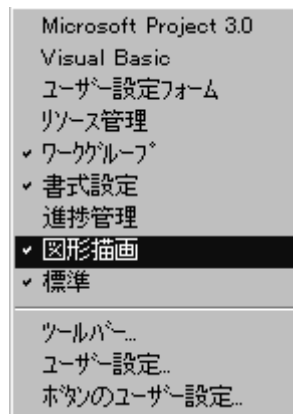 Microsoft Project 3.0
Visual Basic
ユーザー設定フォーム
リソース管理
ワークグループ
書式設定
進捗管理
図形描画
標準
ツールバー...
ユーザー設定...
ボタンのユーザー設定...